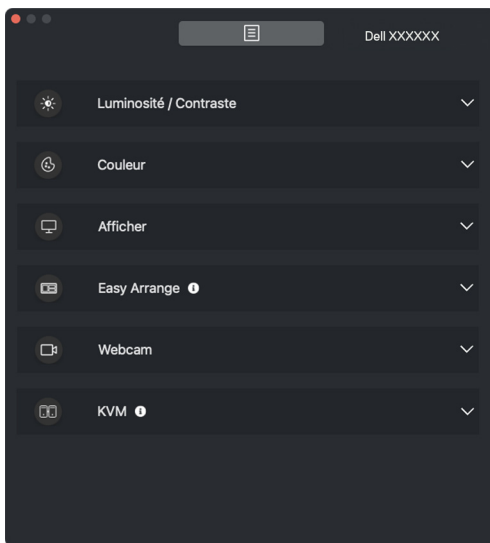 Dell XXXXXX
Luminosité / Contraste
Couleur
Afficher
Easy Arrange
Webcam
KVM